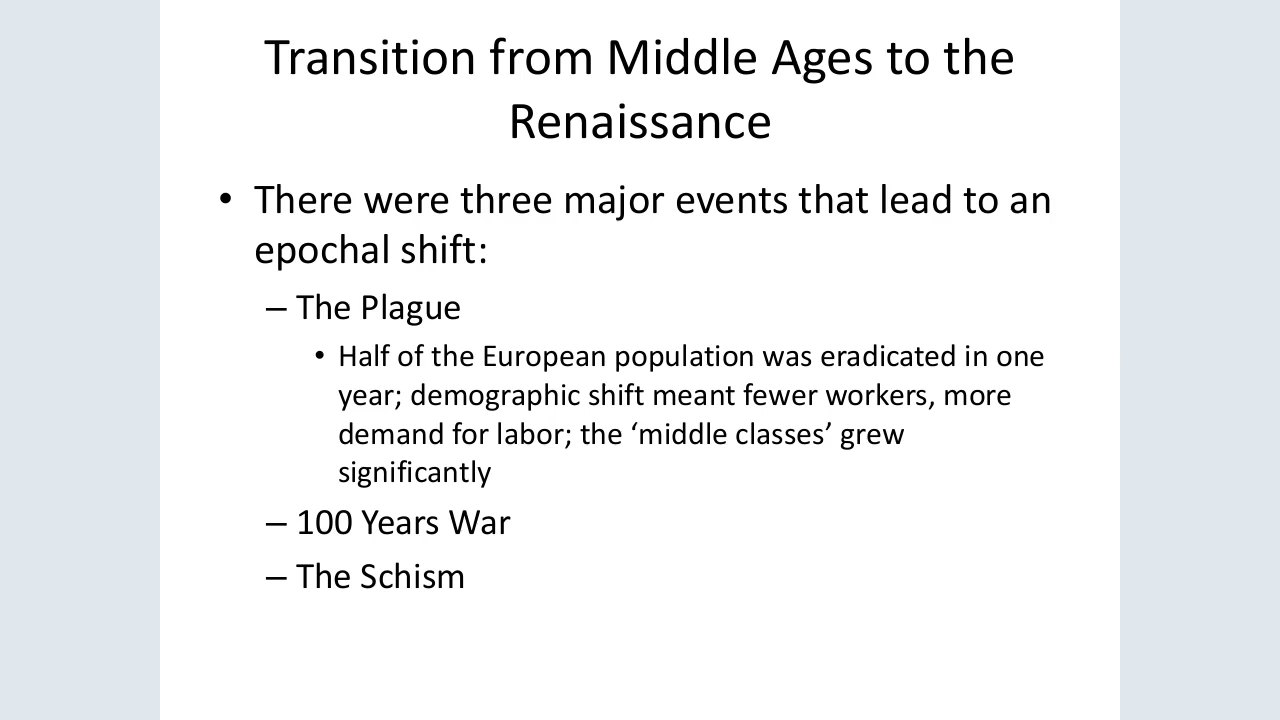 Transition from Middle Ages to the
Renaissance
• There were three major events that lead to an
epochal shift:
– The Plague
• Half of the European population was eradicated in one
year; demographic shift meant fewer workers, more
demand for labor; the ‘middle classes’ grew
significantly
– 100 Years War
– The Schism